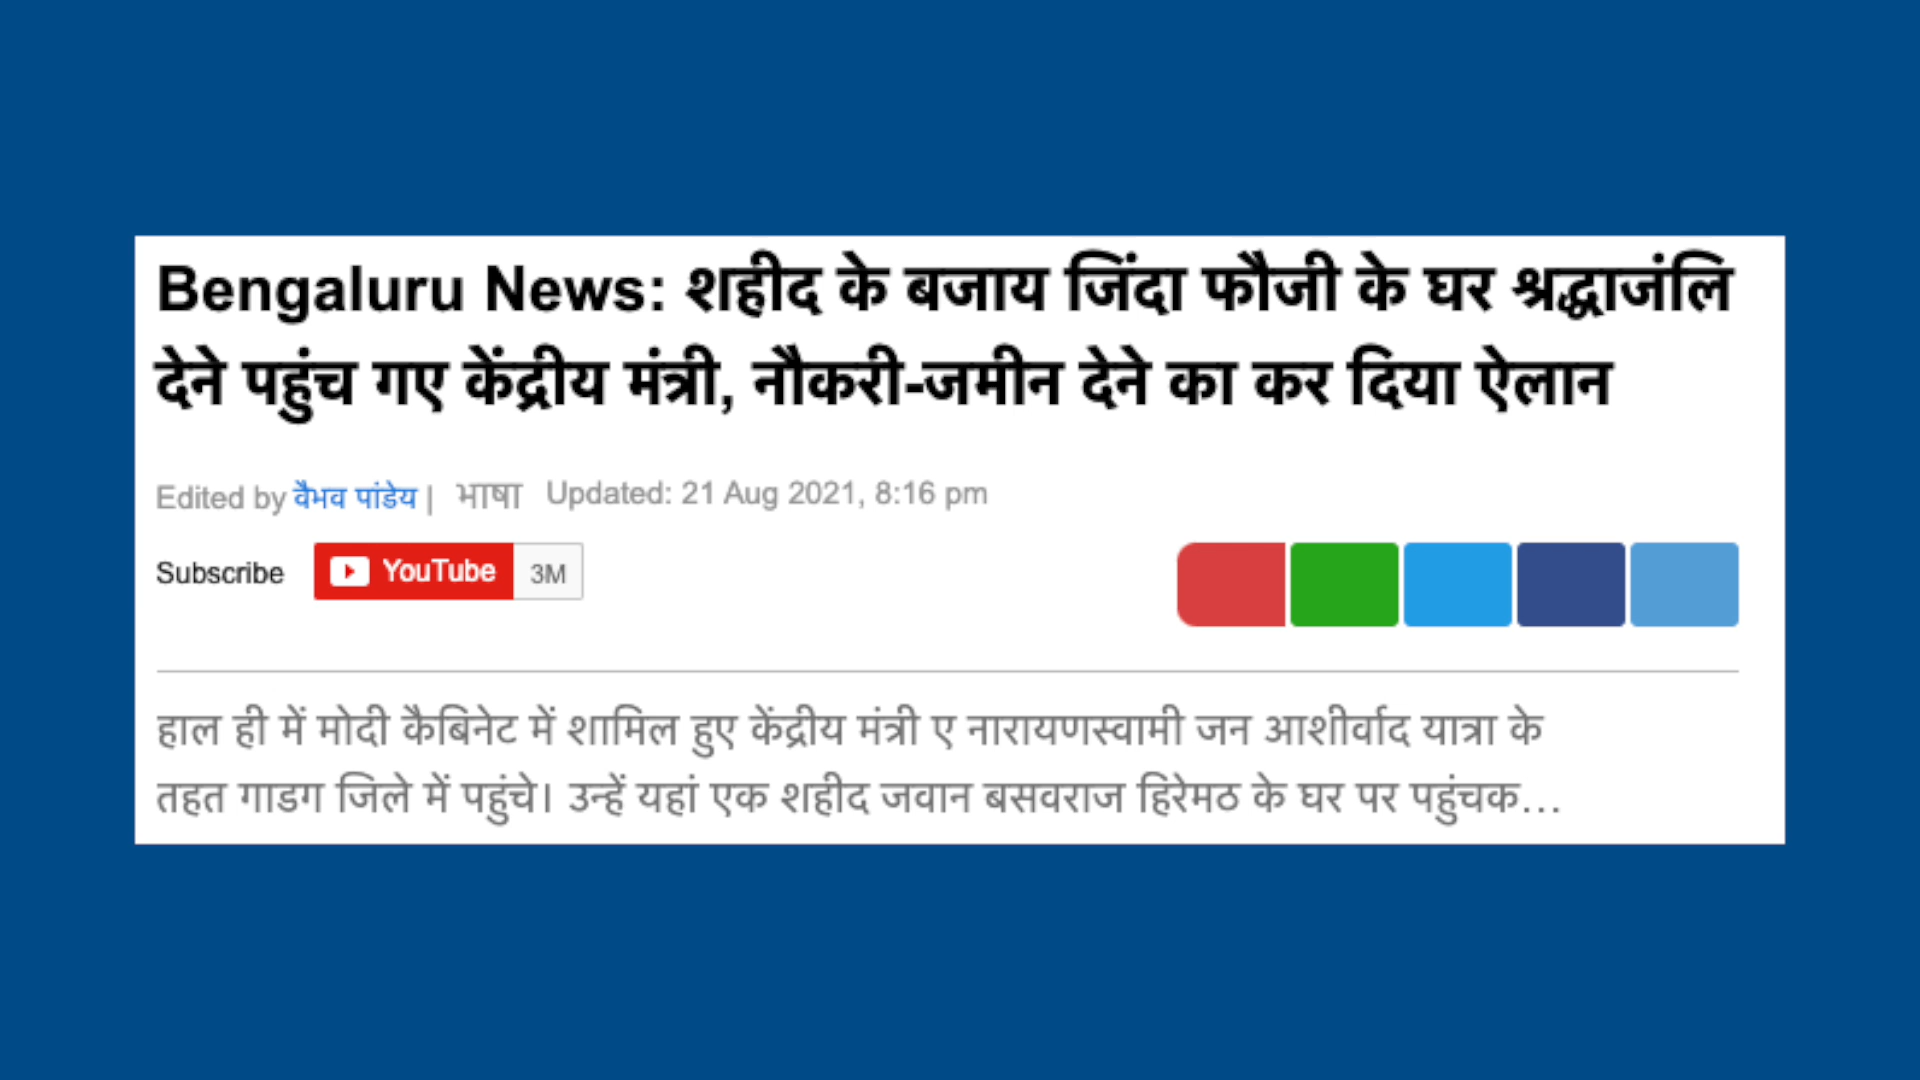 Bengaluru News: शहीद के बजाय जिंदा फौजी के घर श्रद्धाजंलि
देने पहुंच गए केंद्रीय मंत्री, नौकरी-जमीन देने का कर दिया ऐलान
Edited by वैभव पांडेय | भाषा Updated: 21 Aug 2021, 8:16 pm
Subscribe YouTube 3M
हाल ही में मोदी कैबिनेट में शामिल हुए केंद्रीय मंत्री ए नारायणस्वामी जन आशीर्वाद यात्रा के
तहत गाडग जिले में पहुंचे। उन्हें यहां एक शहीद जवान बसवराज हिरेमठ के घर पर पहुंचक...